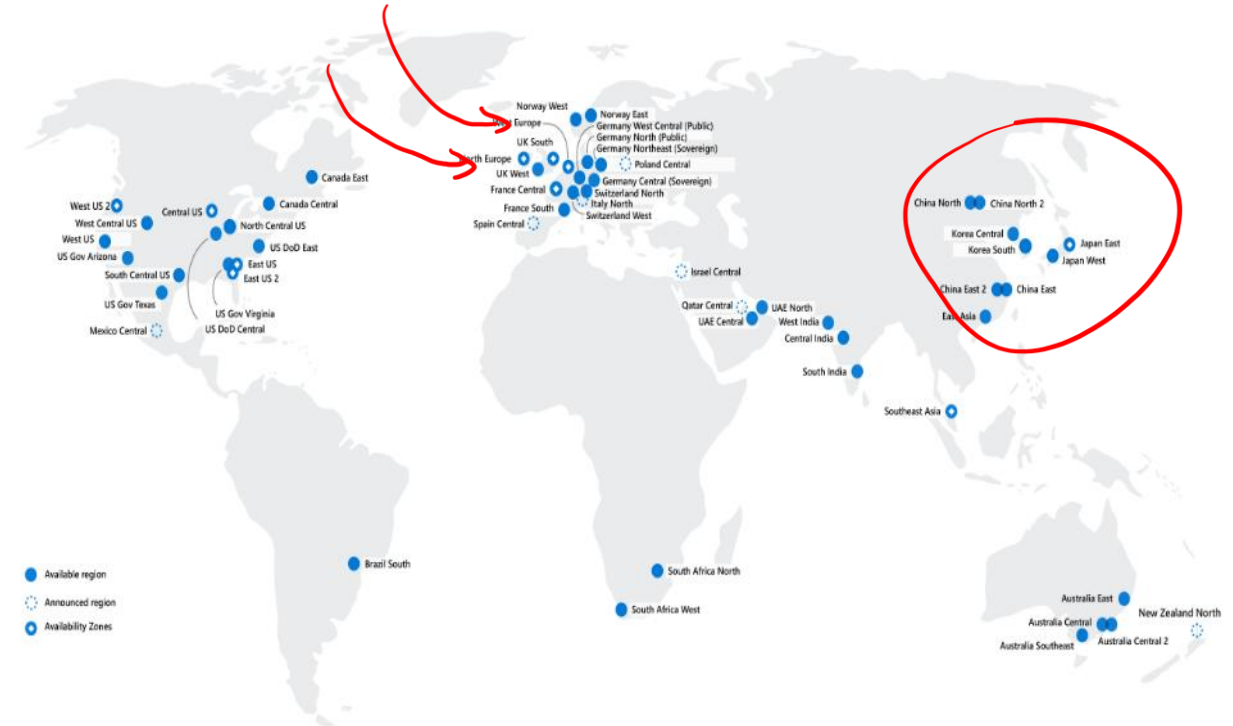 Norway West
Norway East
West Europe
Germany West Central (Public)
Germany North (Public)
UK South
Germany Northeast (Sovereign)
North Europe
Poland Central
UK West
Canada East
Germany Central (Sovereign)
France Central
Switzerland North
West US 2
Canada Central
Italy North
China North
China North 2
Central US
France South
Switzerland West
West Central US
North Central US
Spain Central
Korea Central
West US
Japan East
US DoD East
Korea South
US Gov Arizona
Japan West
East US
South Central US
Israel Central
East US 2
China East 2
China East
US Gov Texas
Qatar Central
UAE North
US Gov Virginia
East Asia
UAE Central
West India
Mexico Central
US DoD Central
Central India
South India
Southeast Asia
Brazil South
South Africa North
Available region
Australia East
Announced region
South Africa West
New Zealand North
Australia Central
Availability Zones
Australia Central 2
Australia Southeast